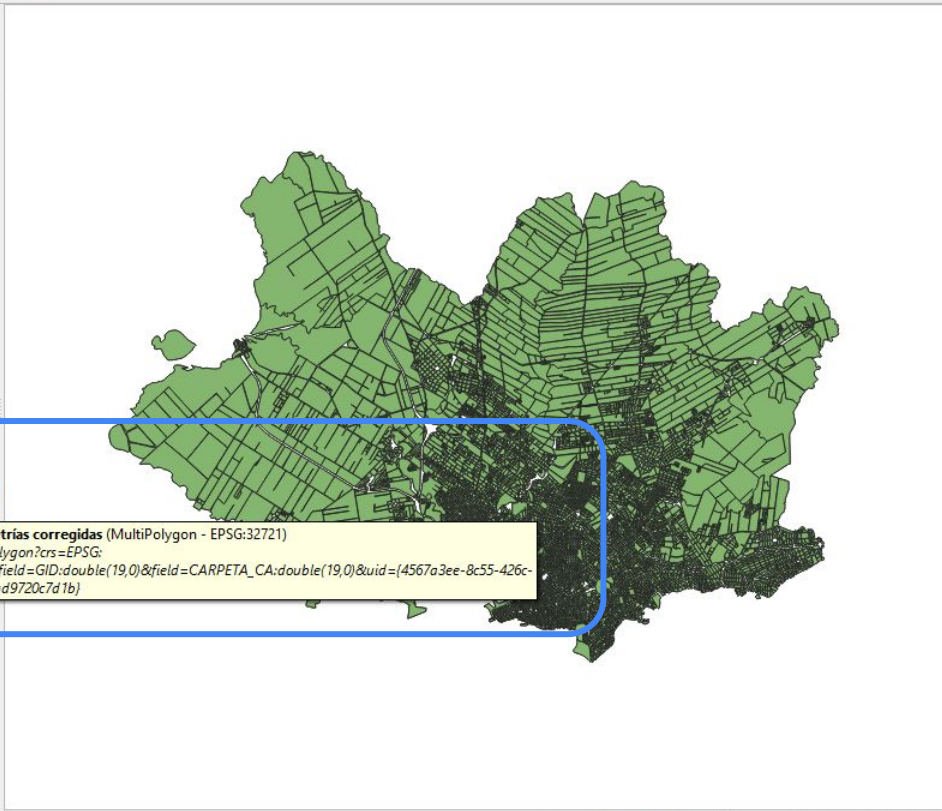 trías corregidas (MultiPolygon - EPSG:32721)
lygon?crs=EPSG:
field=GID:double(19,0)&field=CARPETA_CA:double(19,0)&uid={4567a3ee-8c55-426c-
d9720c7d1b}